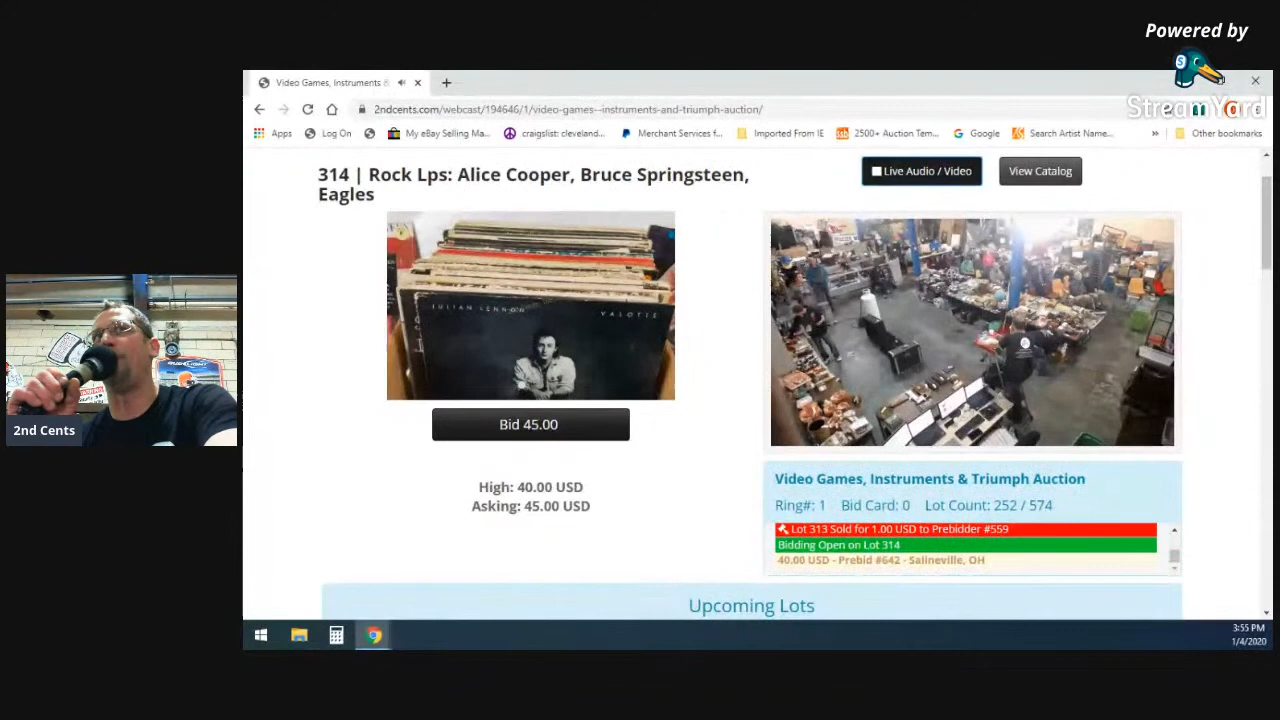 Powered by
StreamYard
Video Games, Instruments &
2ndcents.com/webcast/194646/1/video-games--instruments-and-triumph-auction/
Apps Log On My eBay Selling Ma... craigslist: cleveland... Merchant Services f... Imported From IE 2500+ Auction Tem... Google Search Artist Name... » Other bookmarks
314 | Rock Lps: Alice Cooper, Bruce Springsteen,
Eagles
Live Audio / Video
View Catalog
JULIAN LENNON VALOTTE
Bid 45.00
High: 40.00 USD
Asking: 45.00 USD
2nd Cents
Video Games, Instruments & Triumph Auction
Ring#: 1 Bid Card: 0 Lot Count: 252 / 574
Lot 313 Sold for 1.00 USD to Prebidder #559
Bidding Open on Lot 314
40.00 USD - Prebid #642 - Salineville, OH
Upcoming Lots
3:55 PM
1/4/2020